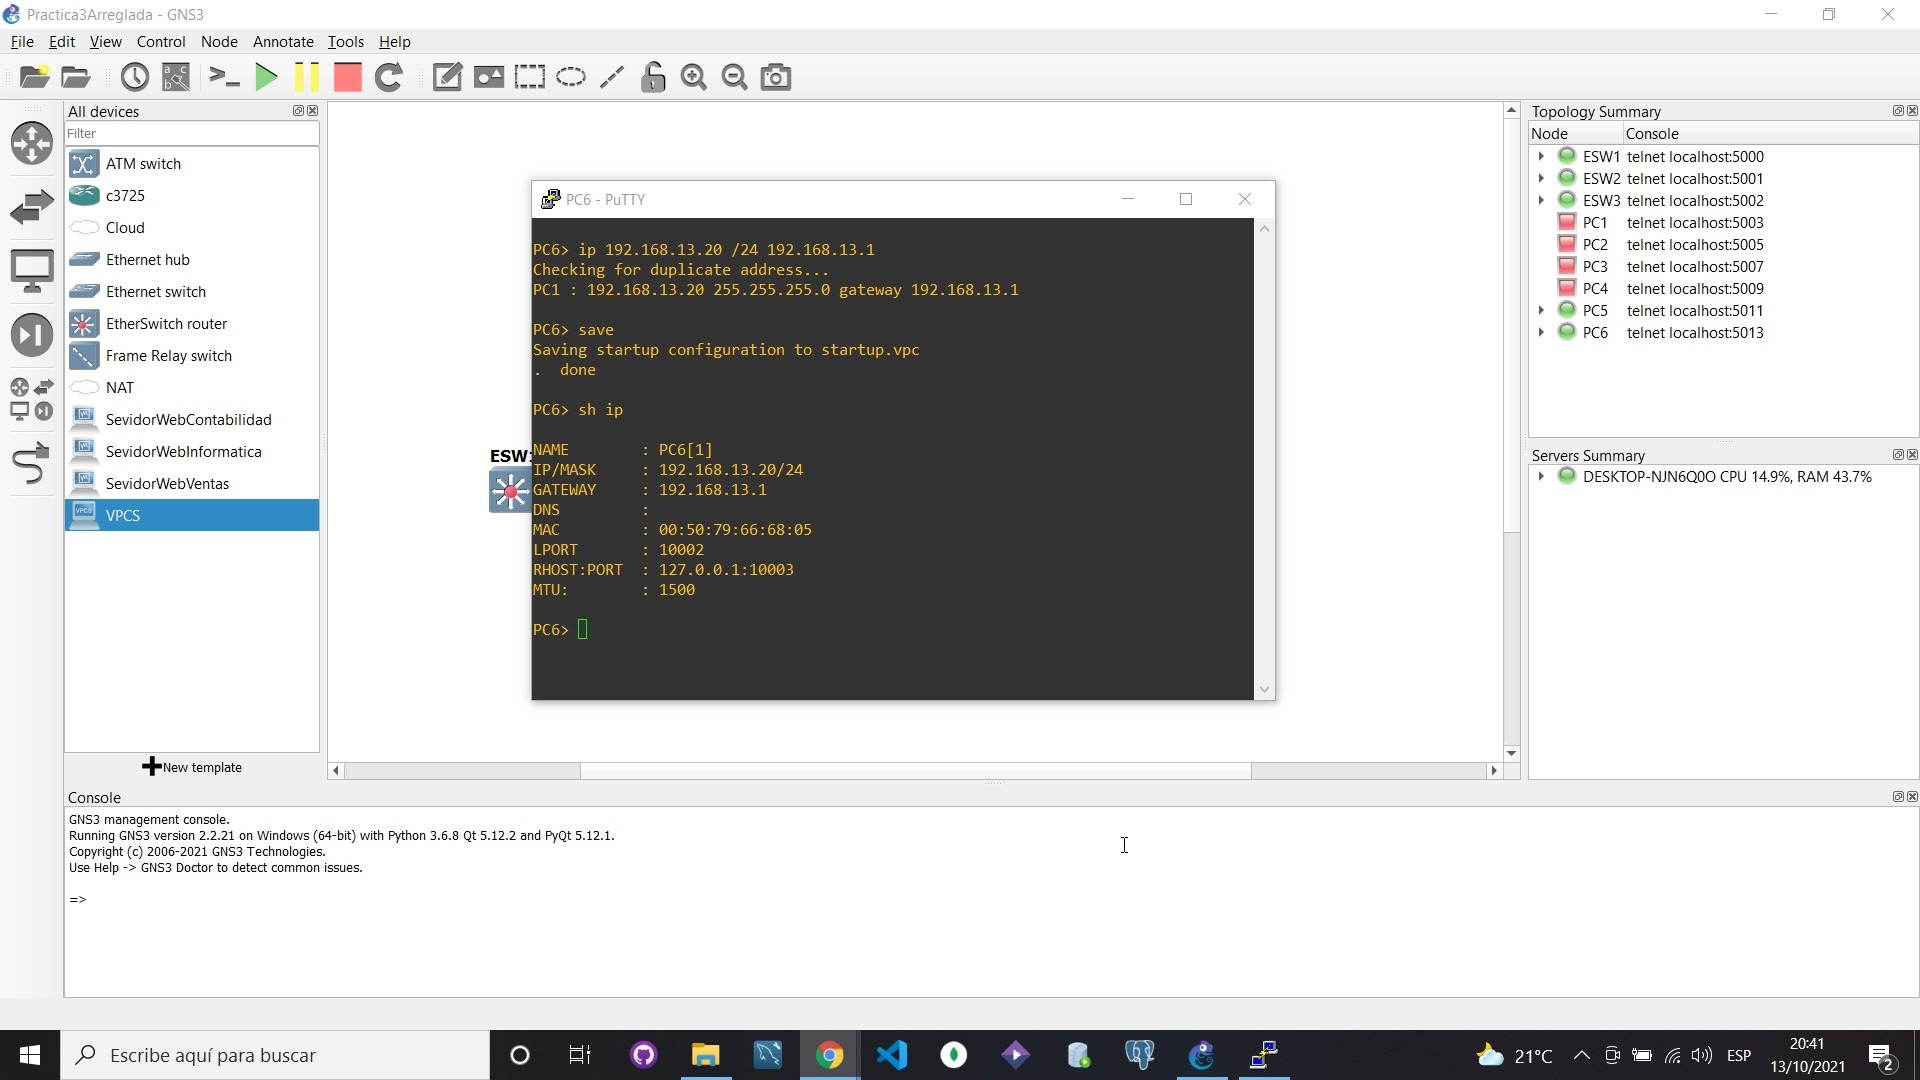 Practica3Arreglada - GNS3
File Edit View Control Node Annotate Tools Help
All devices
Filter
ATM switch
c3725
Cloud
Ethernet hub
Ethernet switch
EtherSwitch router
Frame Relay switch
NAT
SevidorWebContabilidad
SevidorWebInformatica
SevidorWebVentas
VPCS
New template
ESW
PC6 - PuTTY
PC6> ip 192.168.13.20 /24 192.168.13.1
Checking for duplicate address...
PC1 : 192.168.13.20 255.255.255.0 gateway 192.168.13.1
PC6> save
Saving startup configuration to startup.vpc
.  done
PC6> sh ip
NAME        : PC6[1]
IP/MASK     : 192.168.13.20/24
GATEWAY     : 192.168.13.1
DNS         :
MAC         : 00:50:79:66:68:05
LPORT       : 10002
RHOST:PORT  : 127.0.0.1:10003
MTU:        : 1500
PC6>
Topology Summary
Node Console
ESW1 telnet localhost:5000
ESW2 telnet localhost:5001
ESW3 telnet localhost:5002
PC1 telnet localhost:5003
PC2 telnet localhost:5005
PC3 telnet localhost:5007
PC4 telnet localhost:5009
PC5 telnet localhost:5011
PC6 telnet localhost:5013
Servers Summary
DESKTOP-NJN6Q0O CPU 14.9%, RAM 43.7%
Console
GNS3 management console.
Running GNS3 version 2.2.21 on Windows (64-bit) with Python 3.6.8 Qt 5.12.2 and PyQt 5.12.1.
Copyright (c) 2006-2021 GNS3 Technologies.
Use Help -> GNS3 Doctor to detect common issues.
=>
Escribe aquí para buscar
21°C
ESP
20:41
13/10/2021
2